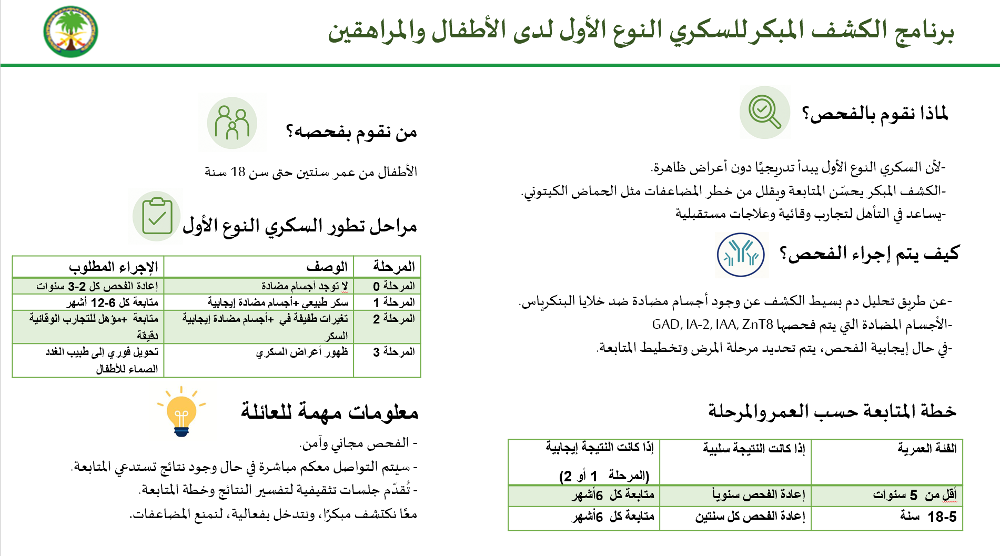 برنامج الكشف المبكر للسكري النوع الأول لدى الأطفال والمراهقين
لماذا نقوم بالفحص؟
-لأن السكري النوع الأول يبدأ تدريجيًا دون أعراض ظاهرة.
-الكشف المبكر يحسّن المتابعة ويقلل من خطر المضاعفات مثل الحماض الكيتوني.
-يساعد في التأهل لتجارب وقائية وعلاجات مستقبلية
كيف يتم إجراء الفحص؟
-عن طريق تحليل دم بسيط الكشف عن وجود أجسام مضادة ضد خلايا البنكرياس.
-الأجسام المضادة التي يتم فحصها GAD, IA-2, IAA, ZnT8
-في حال إيجابية الفحص، يتم تحديد مرحلة المرض وتخطيط المتابعة.
خطة المتابعة حسب العمر والمرحلة
الفئة العمرية إذا كانت النتيجة سلبية إذا كانت النتيجة إيجابية
(المرحلة 1 أو 2)
أقل من 5 سنوات إعادة الفحص سنوياً متابعة كل 6أشهر
18-5 سنة إعادة الفحص كل سنتين متابعة كل 6أشهر
من نقوم بفحصه؟
الأطفال من عمر سنتين حتى سن 18 سنة
مراحل تطور السكري النوع الأول
المرحلة الوصف الإجراء المطلوب
المرحلة 0 لا توجد أجسام مضادة إعادة الفحص كل 2-3 سنوات
المرحلة 1 سكر طبيعي +أجسام مضادة إيجابية متابعة كل 6-12 أشهر
المرحلة 2 تغيرات طفيفة في +أجسام مضادة إيجابية متابعة +مؤهل للتجارب الوقائية
السكر دقيقة
المرحلة 3 ظهور أعراض السكري تحويل فوري إلى طبيب الغدد
الصماء للأطفال
معلومات مهمة للعائلة
- الفحص مجاني وآمن.
- سيتم التواصل معكم مباشرة في حال وجود نتائج تستدعي المتابعة.
- تُقدّم جلسات تثقيفية لتفسير النتائج وخطة المتابعة.
معًا نكتشف مبكرًا، ونتدخل بفعالية، لنمنع المضاعفات.